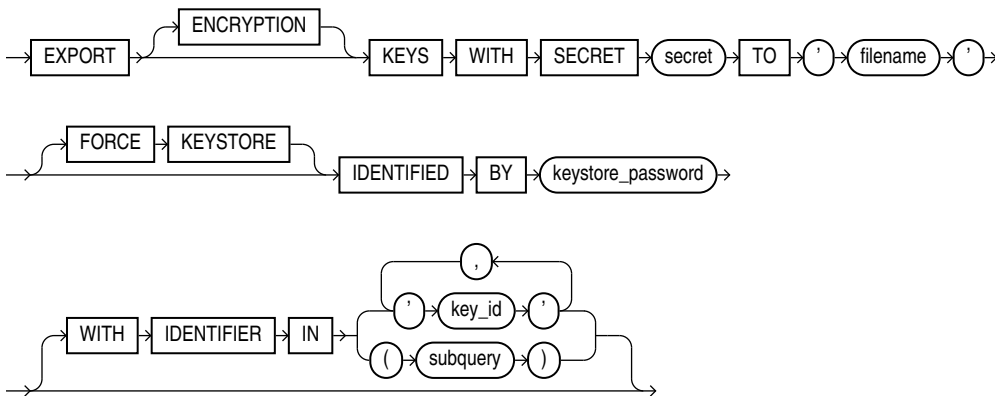 ENCRYPTION
EXPORT KEYS WITH SECRET secret TO ’ filename ’
FORCE KEYSTORE
IDENTIFIED BY keystore_password
,
WITH IDENTIFIER IN ’ key_id ’
( subquery )